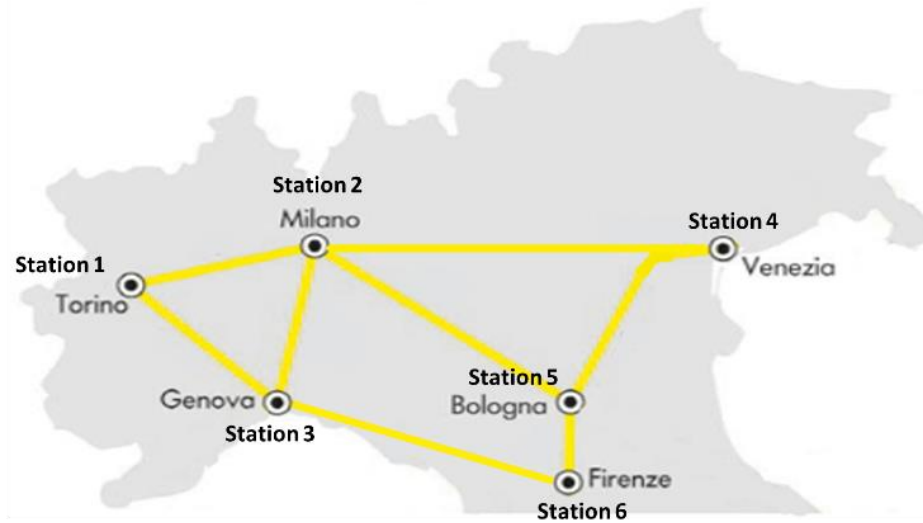 Station 2
Milano
Station 4
Venezia
Station 1
Torino
Station 5
Bologna
Genova
Station 3
Firenze
Station 6